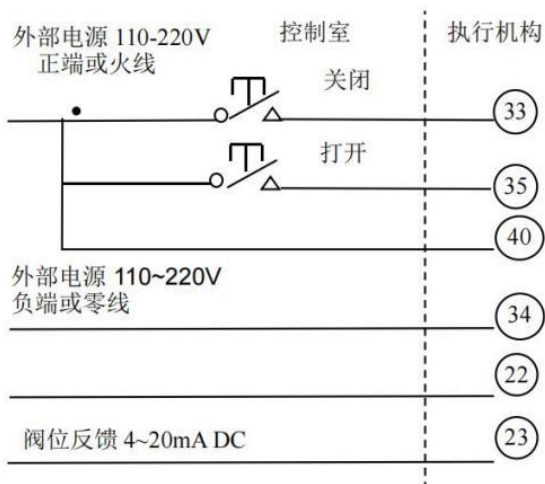 外部电源 110-220V
正端或火线
控制室
执行机构
关闭
33
打开
35
40
外部电源 110~220V
负端或零线
34
22
阀位反馈 4~20mA DC
23